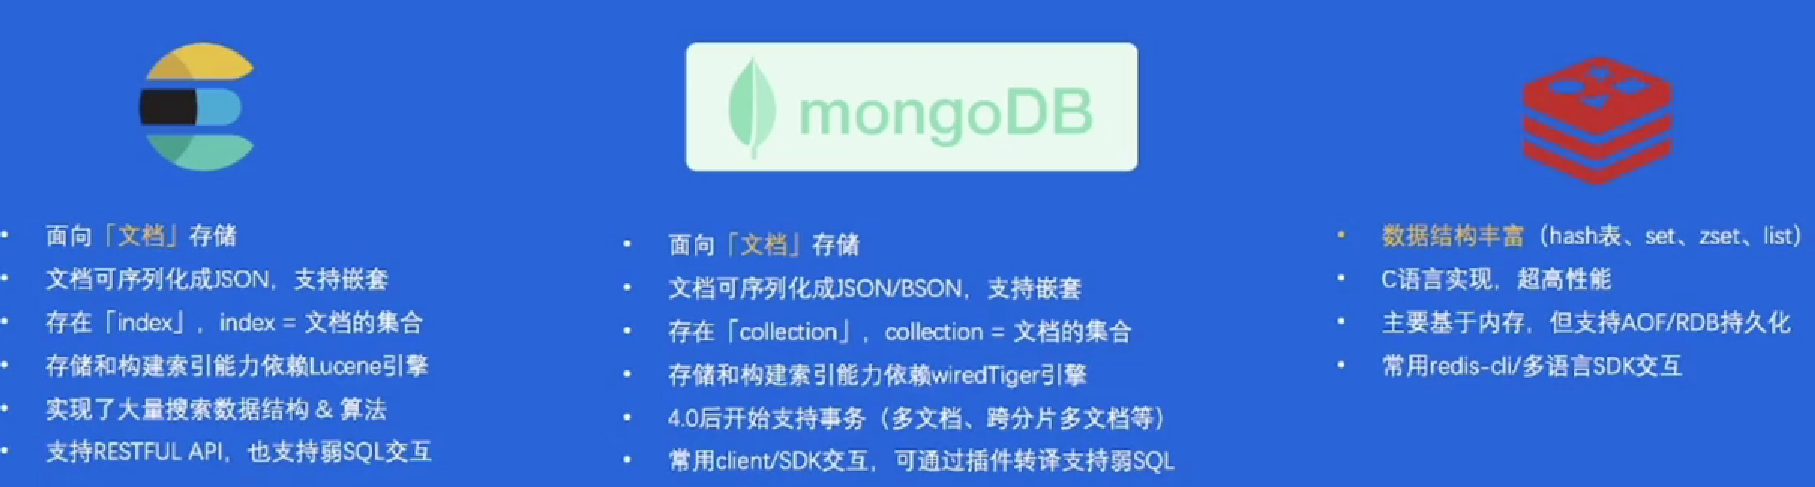 mongoDB
面向「文档」存储
文档可序列化成JSON，支持嵌套
存在「index」，index = 文档的集合
存储和构建索引能力依赖Lucene引擎
实现了大量搜索数据结构 & 算法
支持RESTFUL API，也支持弱SQL交互
面向「文档」存储
文档可序列化成JSON/BSON，支持嵌套
存在「collection」，collection = 文档的集合
存储和构建索引能力依赖wiredTiger引擎
4.0后开始支持事务（多文档、跨分片多文档等）
常用client/SDK交互，可通过插件转译支持弱SQL
数据结构丰富（hash表、set、zset、list）
C语言实现，超高性能
主要基于内存，但支持AOF/RDB持久化
常用redis-cli/多语言SDK交互